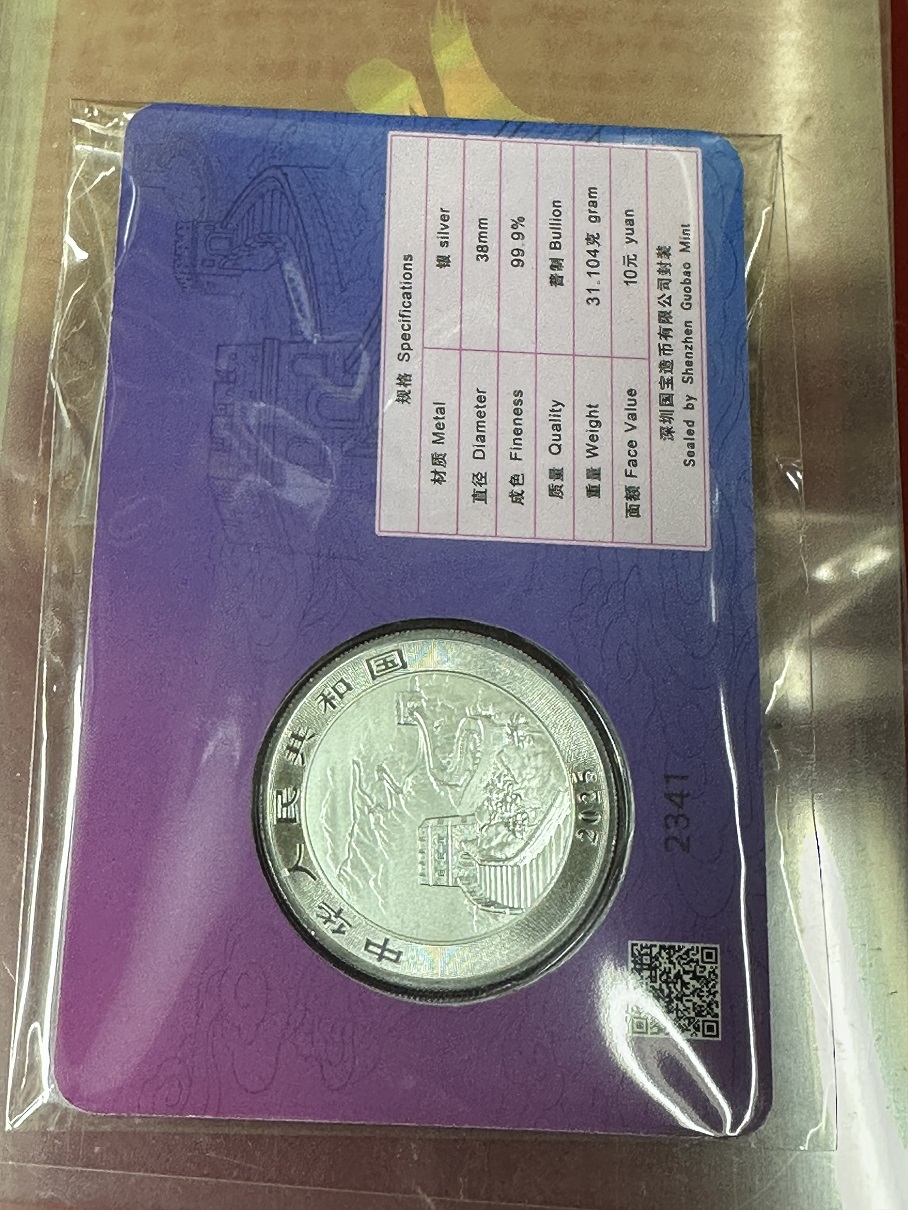 规格 Specifications
材质 Metal 银 silver
直径 Diameter 38mm
成色 Fineness 99.9%
质量 Quality 普制 Bullion
重量 Weight 31.104克 gram
面额 Face Value 10元 yuan
深圳国宝造币有限公司封装
Sealed by Shenzhen Guobao Mint
中华人民共和国
2025
2341